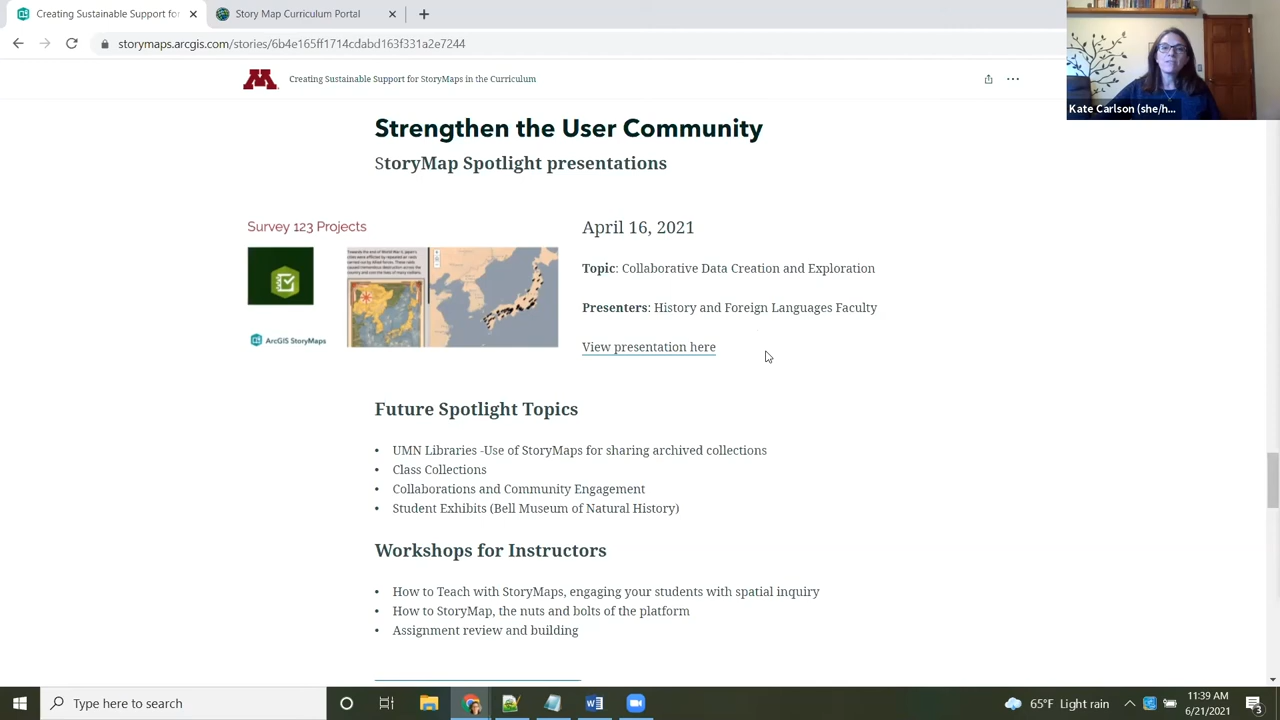 Creating Sustainable Support for
Story Map Curriculum Portal
storymaps.arcgis.com/stories/6b4e165ff1714cdabd163f331a2e7244
Creating Sustainable Support for StoryMaps in the Curriculum
Kate Carlson (she/h...
Strengthen the User Community
StoryMap Spotlight presentations
Survey 123 Projects
ArcGIS StoryMaps
April 16, 2021
Topic: Collaborative Data Creation and Exploration
Presenters: History and Foreign Languages Faculty
View presentation here
Future Spotlight Topics
• UMN Libraries -Use of StoryMaps for sharing archived collections
• Class Collections
• Collaborations and Community Engagement
• Student Exhibits (Bell Museum of Natural History)
Workshops for Instructors
• How to Teach with StoryMaps, engaging your students with spatial inquiry
• How to StoryMap, the nuts and bolts of the platform
• Assignment review and building
Type here to search
65°F Light rain
11:39 AM
6/21/2021
3